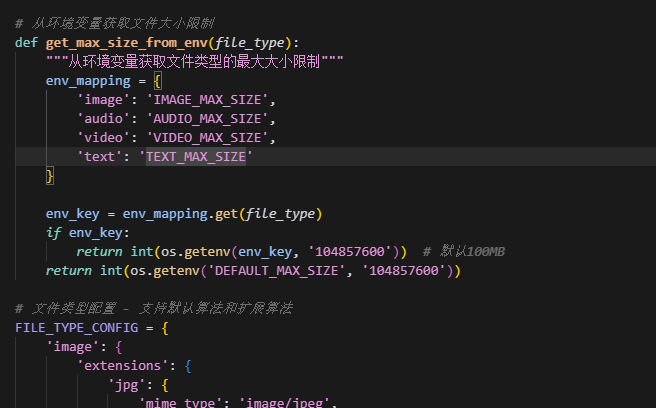 # 从环境变量获取文件大小限制
def get_max_size_from_env(file_type):
    """从环境变量获取文件类型的最大大小限制"""
    env_mapping = {
        'image': 'IMAGE_MAX_SIZE',
        'audio': 'AUDIO_MAX_SIZE',
        'video': 'VIDEO_MAX_SIZE',
        'text': 'TEXT_MAX_SIZE'
    }
    env_key = env_mapping.get(file_type)
    if env_key:
        return int(os.getenv(env_key, '104857600'))  # 默认100MB
    return int(os.getenv('DEFAULT_MAX_SIZE', '104857600'))
# 文件类型配置 - 支持默认算法和扩展算法
FILE_TYPE_CONFIG = {
    'image': {
        'extensions': {
            'jpg': {
                'mime_type': 'image/jpeg',